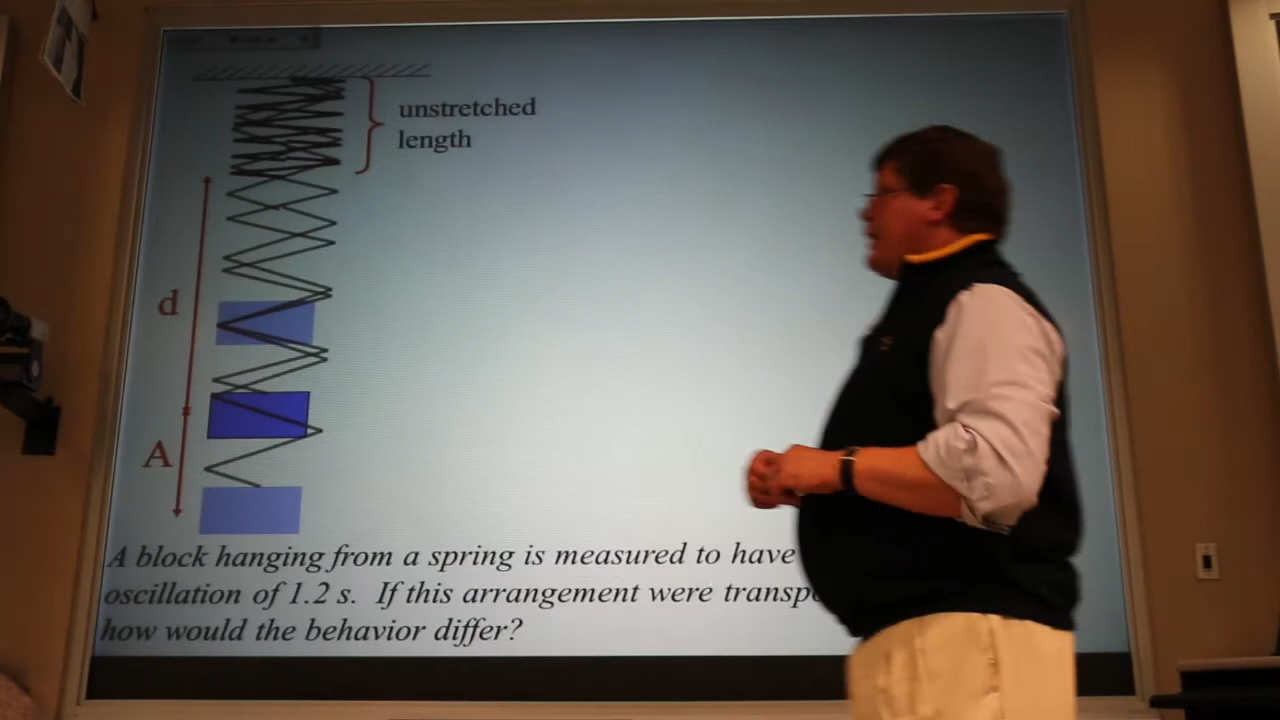 unstretched
length
d
A
A block hanging from a spring is measured to have
oscillation of 1.2 s. If this arrangement were transp
how would the behavior differ?